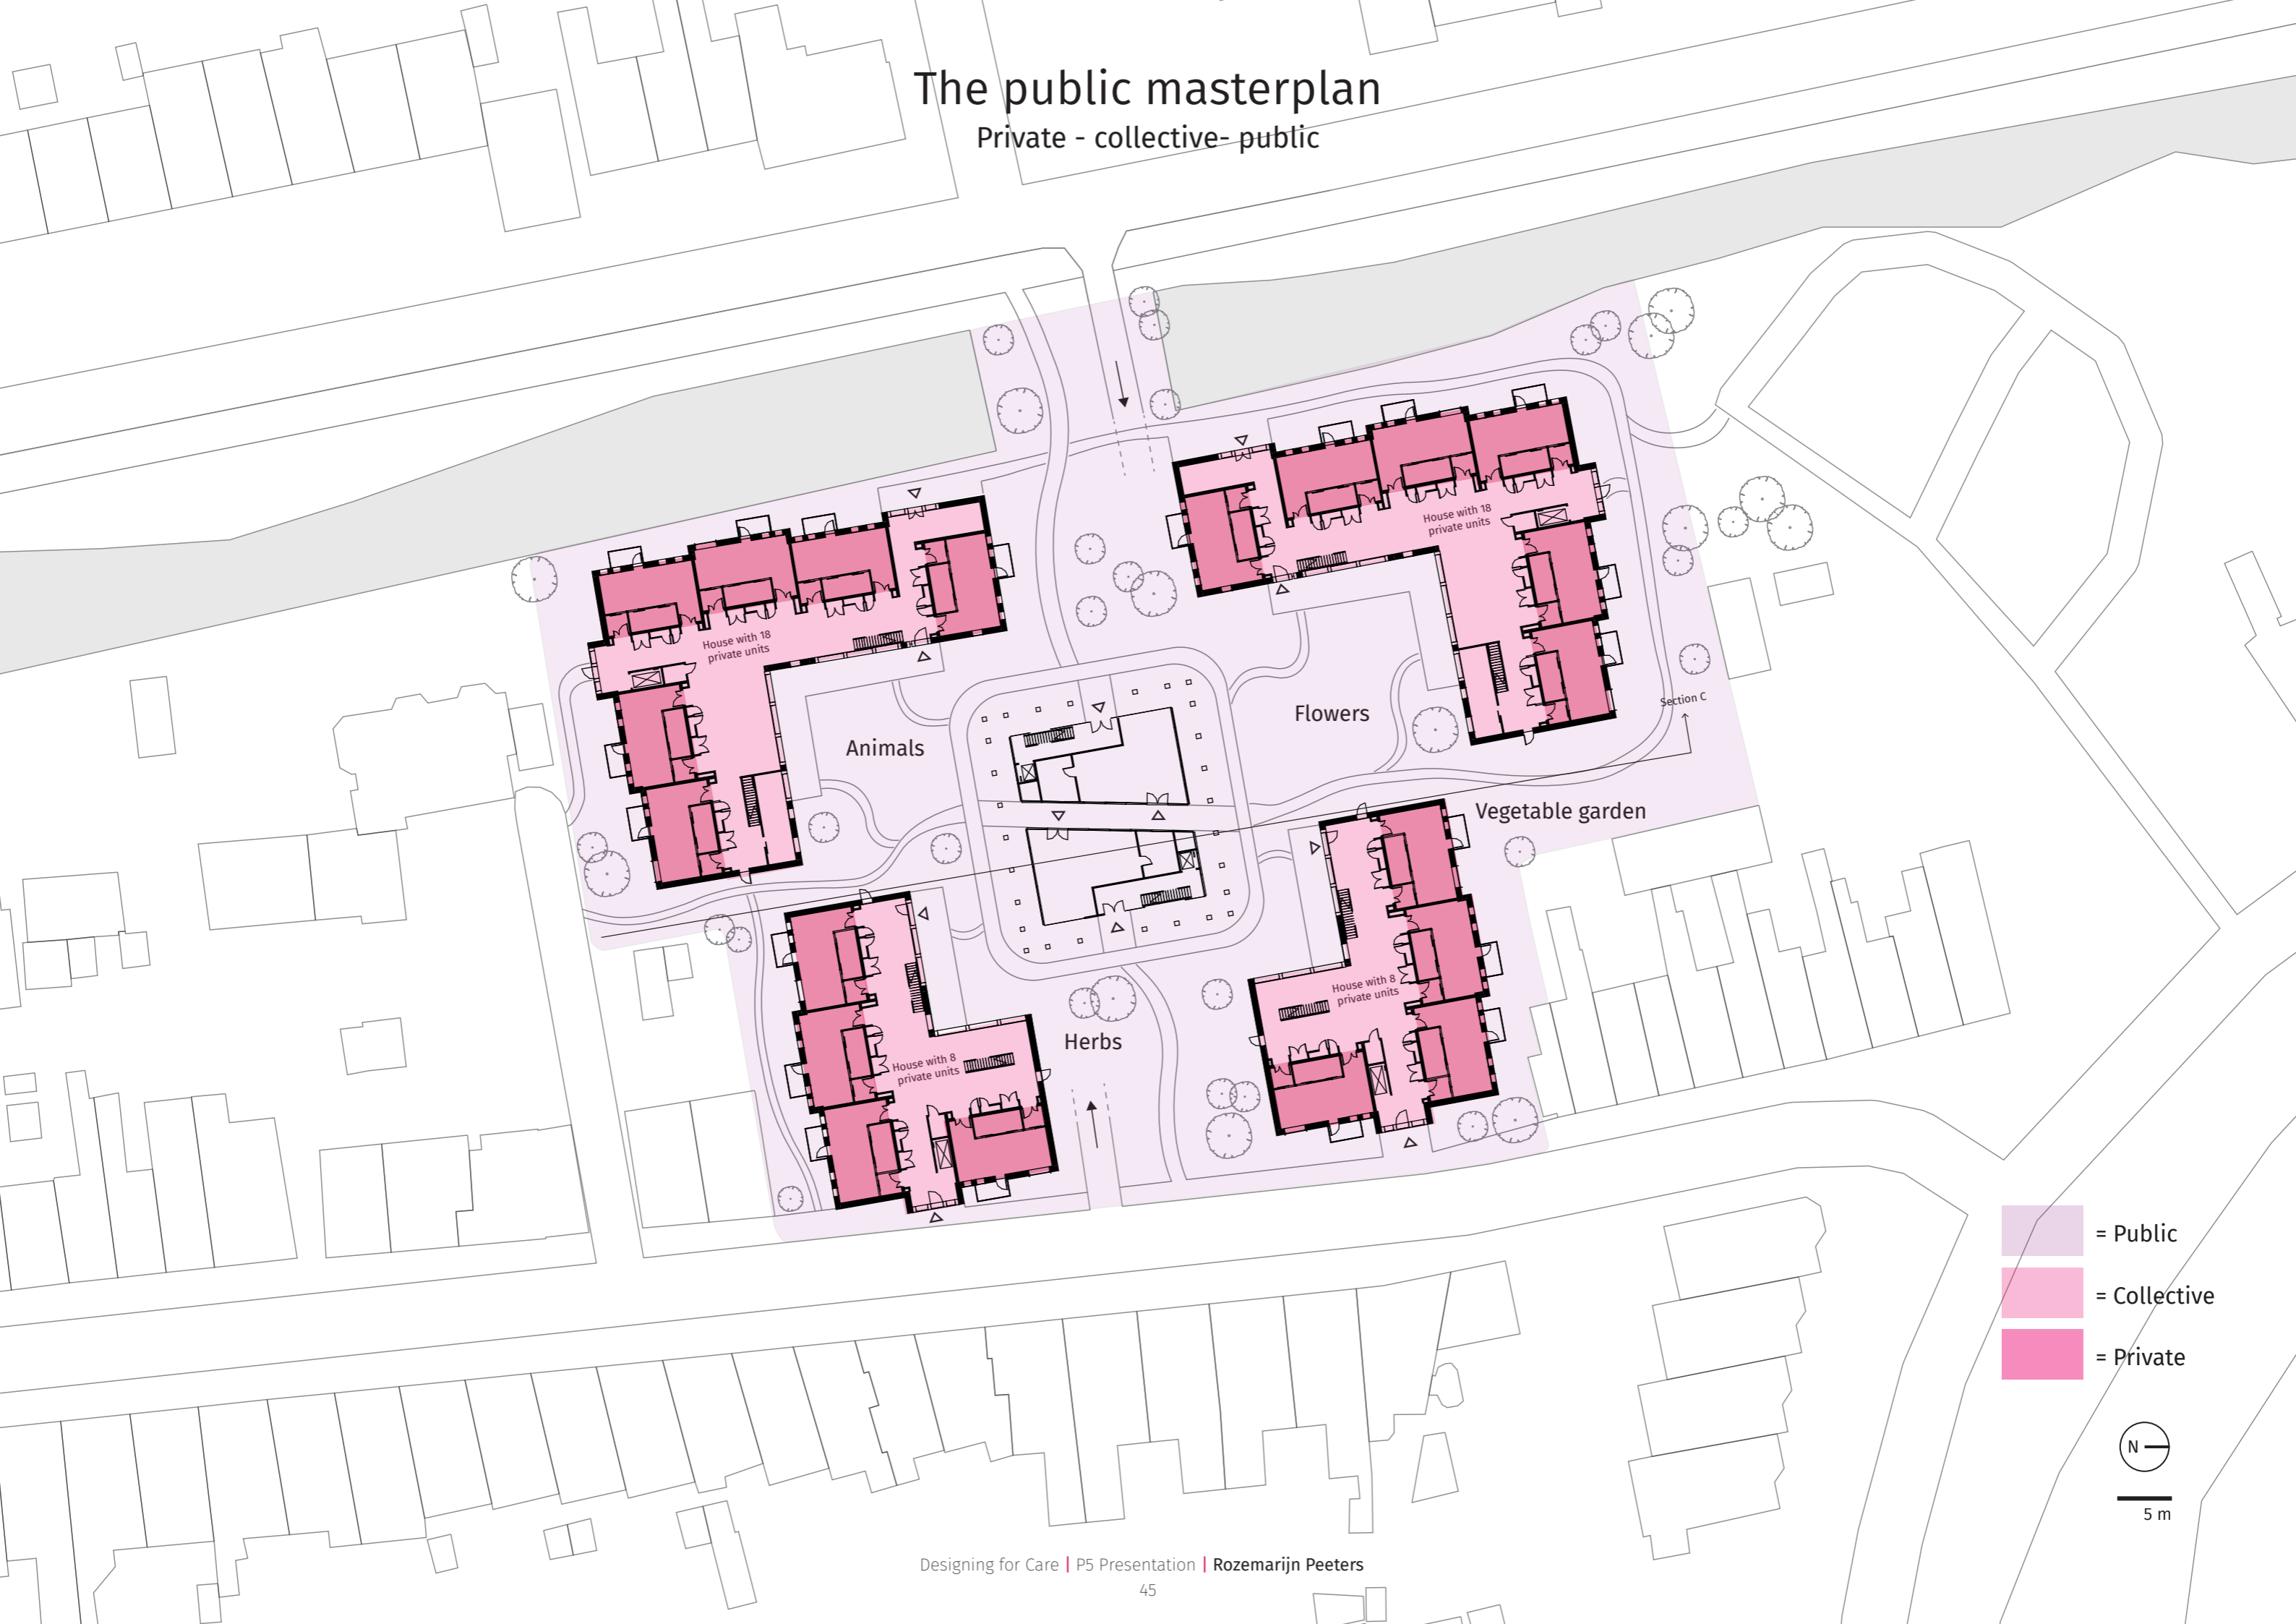 The public masterplan
Private - collective- public
House with 18
private units
House with 18
private units
Section C
Flowers
Animals
Vegetable garden
House with 8
private units
Herbs
House with 8
private units
= Public
= Collective
= Private
N
5 m
Designing for Care | P5 Presentation | Rozemarijn Peeters
45